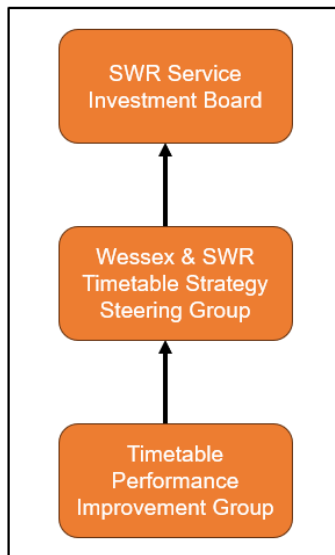 SWR Service
Investment Board
Wessex & SWR
Timetable Strategy
Steering Group
Timetable
Performance
Improvement Group